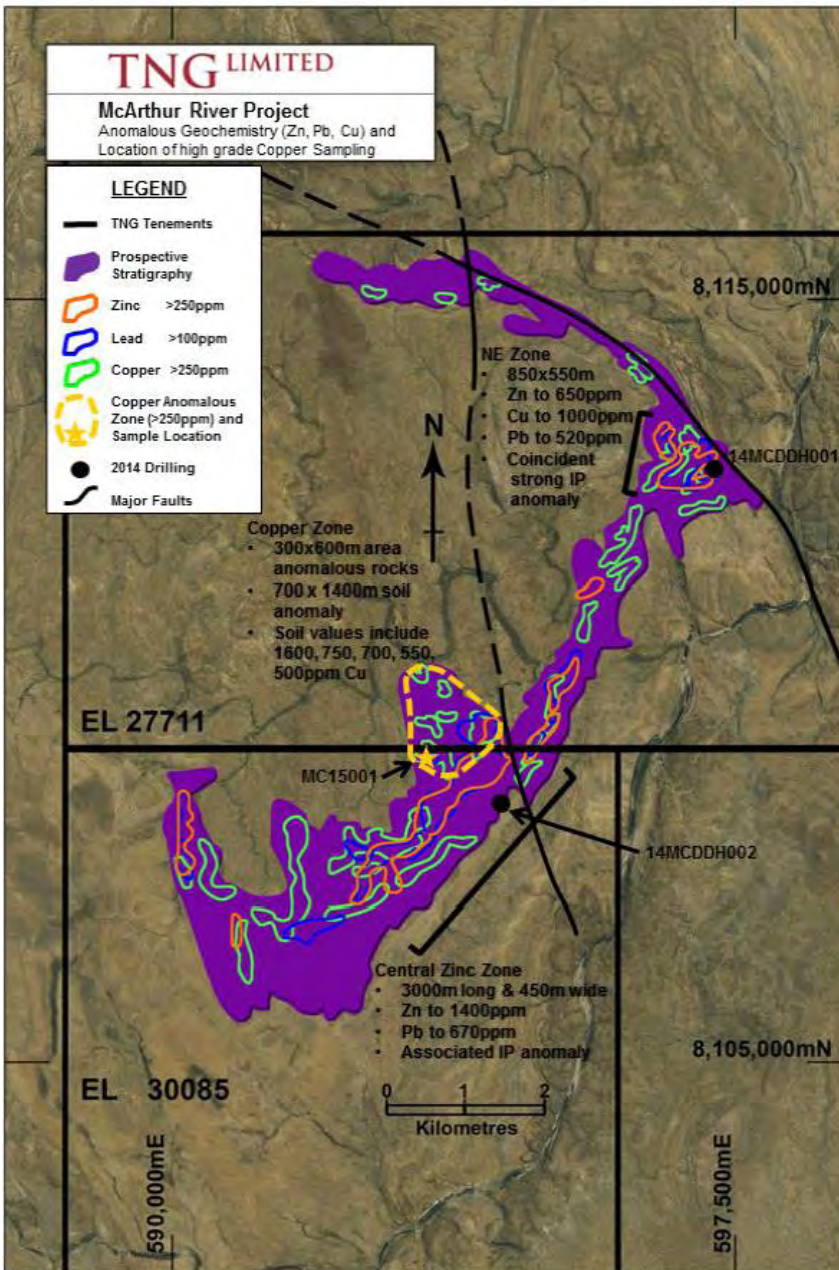 TNG LIMITED
McArthur River Project
Anomalous Geochemistry (Zn, Pb, Cu) and
Location of high grade Copper Sampling
LEGEND
TNG Tenements
Prospective
Stratigraphy
Zinc >250ppm
Lead >100ppm
Copper >250ppm
Copper Anomalous
Zone (>250ppm) and
Sample Location
2014 Drilling
Major Faults
8,115,000mN
NE Zone
• 850x550m
• Zn to 650ppm
• Cu to 1000ppm
• Pb to 520ppm
• Coincident
strong IP
anomaly
N
14MCDDH001
Copper Zone
• 300x600m area
anomalous rocks
• 700 x 1400m soil
anomaly
• Soil values include
1600, 750, 700, 550,
500ppm Cu
EL 27711
MC15001
14MCDDH002
Central Zinc Zone
• 3000m long & 450m wide
• Zn to 1400ppm
• Pb to 670ppm
• Associated IP anomaly
8,105,000mN
EL 30085
0 1 2
Kilometres
590,000mE
597,500mE